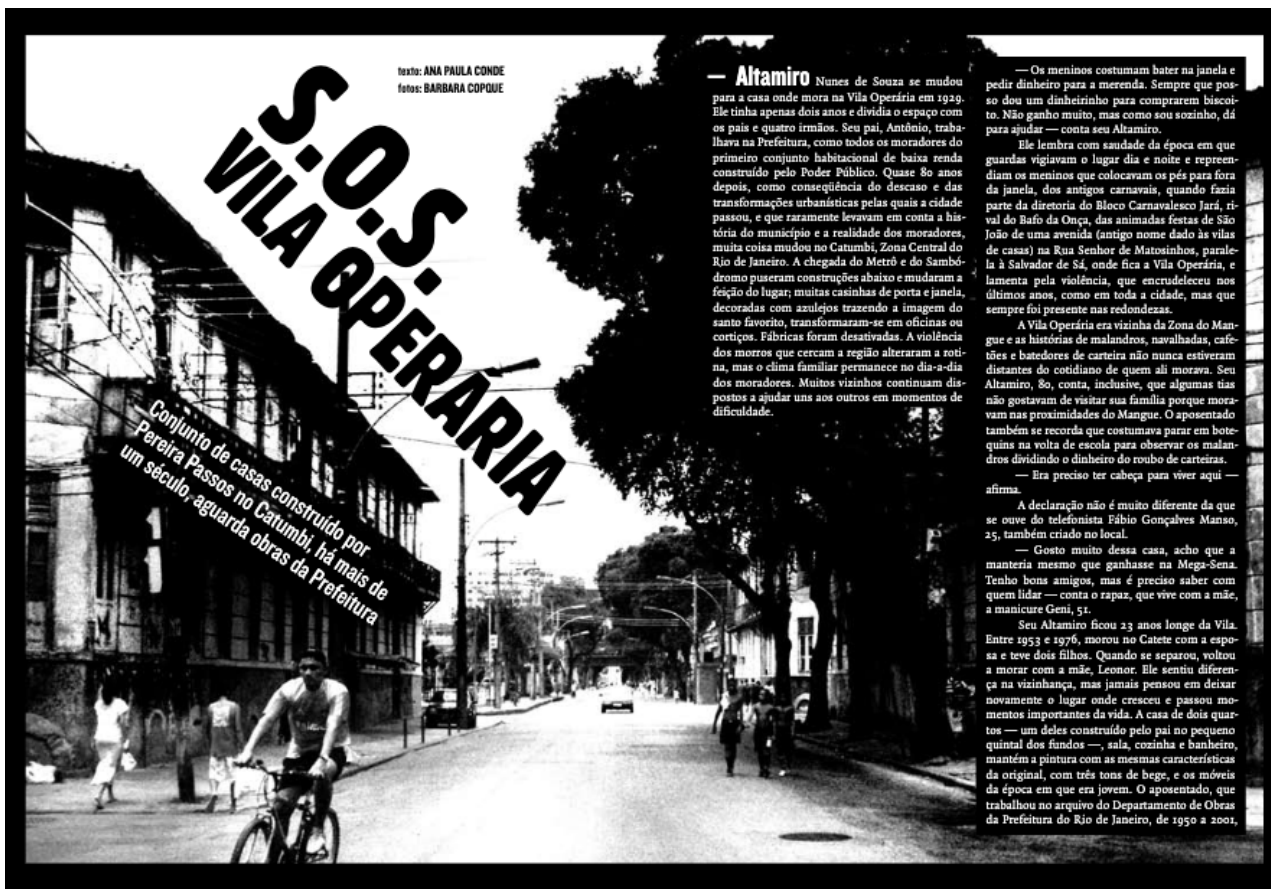 texto: ANA PAULA CONDE
fotos: BARBARA COPQUE
S.O.S.
VILA OPERÁRIA
Conjunto de casas construído por
Pereira Passos no Catumbi, há mais de
um século, aguarda obras da Prefeitura
— Altamiro Nunes de Souza se mudou
para a casa onde mora na Vila Operária em 1929.
Ele tinha apenas dois anos e dividia o espaço com
os pais e quatro irmãos. Seu pai, Antônio, traba-
lhava na Prefeitura, como todos os moradores do
primeiro conjunto habitacional de baixa renda
construído pelo Poder Público. Quase 80 anos
depois, como conseqüência do descaso e das
transformações urbanísticas pelas quais a cidade
passou, e que raramente levavam em conta a his-
tória do município e a realidade dos moradores,
muita coisa mudou no Catumbi, Zona Central do
Rio de Janeiro. A chegada do Metrô e do Sambó-
dromo puseram construções abaixo e mudaram a
feição do lugar; muitas casinhas de porta e janela,
decoradas com azulejos trazendo a imagem do
santo favorito, transformaram-se em oficinas ou
cortiços. Fábricas foram desativadas. A violência
dos morros que cercam a região alteraram a roti-
na, mas o clima familiar permanece no dia-a-dia
dos moradores. Muitos vizinhos continuam dis-
postos a ajudar uns aos outros em momentos de
dificuldade.
— Os meninos costumam bater na janela e
pedir dinheiro para a merenda. Sempre que pos-
so dou um dinheirinho para comprarem biscoi-
to. Não ganho muito, mas como sou sozinho, dá
para ajudar — conta seu Altamiro.
Ele lembra com saudade da época em que
guardas vigiavam o lugar dia e noite e repreen-
diam os meninos que colocavam os pés para fora
da janela, dos antigos carnavais, quando fazia
parte da diretoria do Bloco Carnavalesco Jará, ri-
val do Bafo da Onça, das animadas festas de São
João de uma avenida (antigo nome dado às vilas
de casas) na Rua Senhor de Matosinhos, parale-
la à Salvador de Sá, onde fica a Vila Operária, e
lamenta pela violência, que encrudeleceu nos
últimos anos, como em toda a cidade, mas que
sempre foi presente nas redondezas.
A Vila Operária era vizinha da Zona do Man-
gue e as histórias de malandros, navalhadas, cafe-
tões e batedores de carteira não nunca estiveram
distantes do cotidiano de quem ali morava. Seu
Altamiro, 80, conta, inclusive, que algumas tias
não gostavam de visitar sua família porque mora-
vam nas proximidades do Mangue. O aposentado
também se recorda que costumava parar em bote-
quins na volta de escola para observar os malan-
dros dividindo o dinheiro do roubo de carteiras.
— Era preciso ter cabeça para viver aqui —
afirma.
A declaração não é muito diferente da que
se ouve do telefonista Fábio Gonçalves Manso,
25, também criado no local.
— Gosto muito dessa casa, acho que a
manteria mesmo que ganhasse na Mega-Sena.
Tenho bons amigos, mas é preciso saber com
quem lidar — conta o rapaz, que vive com a mãe,
a manicure Geni, 51.
Seu Altamiro ficou 23 anos longe da Vila.
Entre 1953 e 1976, morou no Catete com a espo-
sa e teve dois filhos. Quando se separou, voltou
a morar com a mãe, Leonor. Ele sentiu diferen-
ça na vizinhança, mas jamais pensou em deixar
novamente o lugar onde cresceu e passou mo-
mentos importantes da vida. A casa de dois quar-
tos — um deles construído pelo pai no pequeno
quintal dos fundos —, sala, cozinha e banheiro,
mantém a pintura com as mesmas características
da original, com três tons de bege, e os móveis
da época em que era jovem. O aposentado, que
trabalhou no arquivo do Departamento de Obras
da Prefeitura do Rio de Janeiro, de 1950 a 2001,